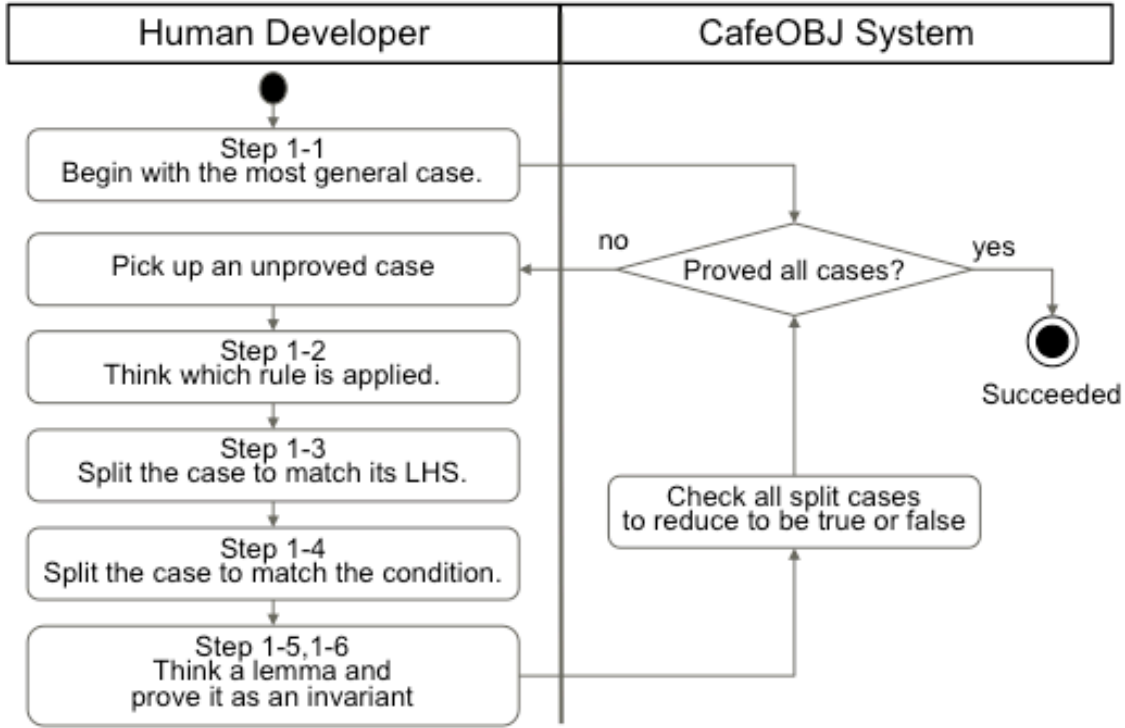 Human Developer
CafeOBJ System
Step 1-1
Begin with the most general case.
no
yes
Pick up an unproved case
Proved all cases?
Step 1-2
Think which rule is applied.
Succeeded
Step 1-3
Split the case to match its LHS.
Check all split cases
to reduce to be true or false
Step 1-4
Split the case to match the condition.
Step 1-5,1-6
Think a lemma and
prove it as an invariant